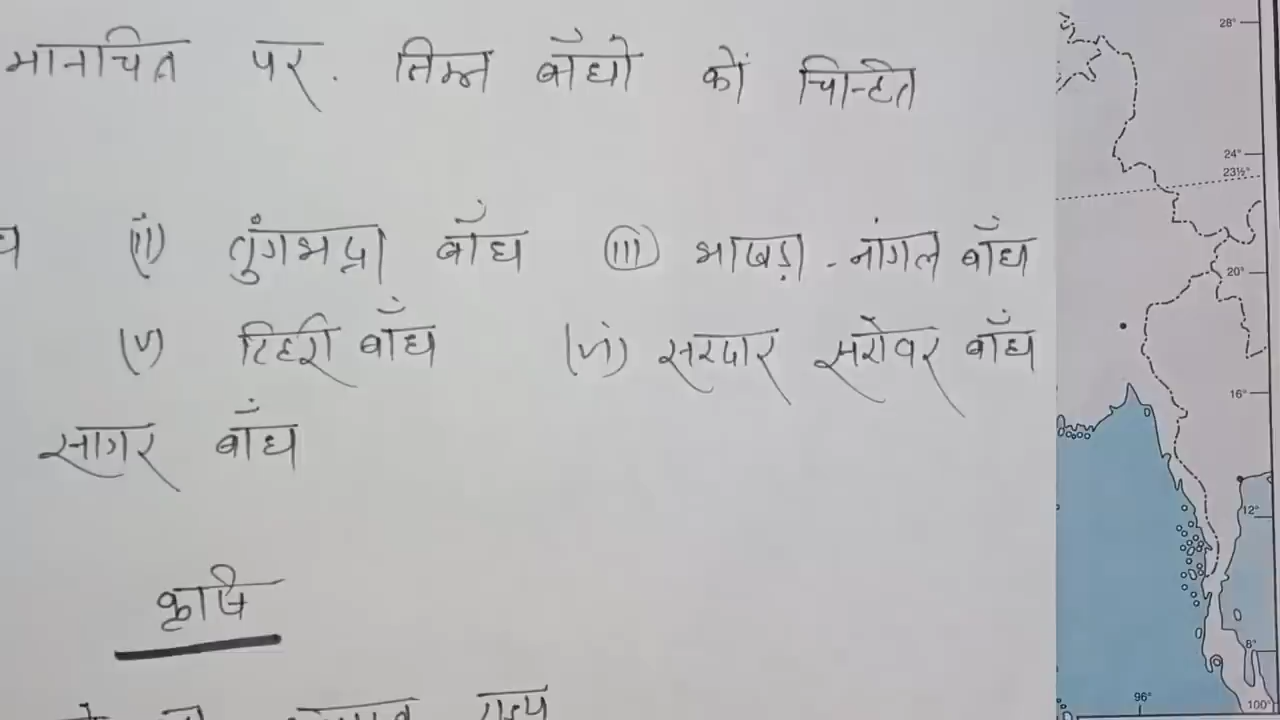 मानचित्र पर. निम्न बाँधो कों चिन्हित
(ii) तुंगभद्रा बाँध (iii) भाखड़ा - नांगल बाँध
(v) टिहरी बाँध (vi) सरदार सरोवर बाँध
सागर बाँध
कृषि
राज्य
28°
24°
23½°
20°
16°
12°
8°
96°
100°